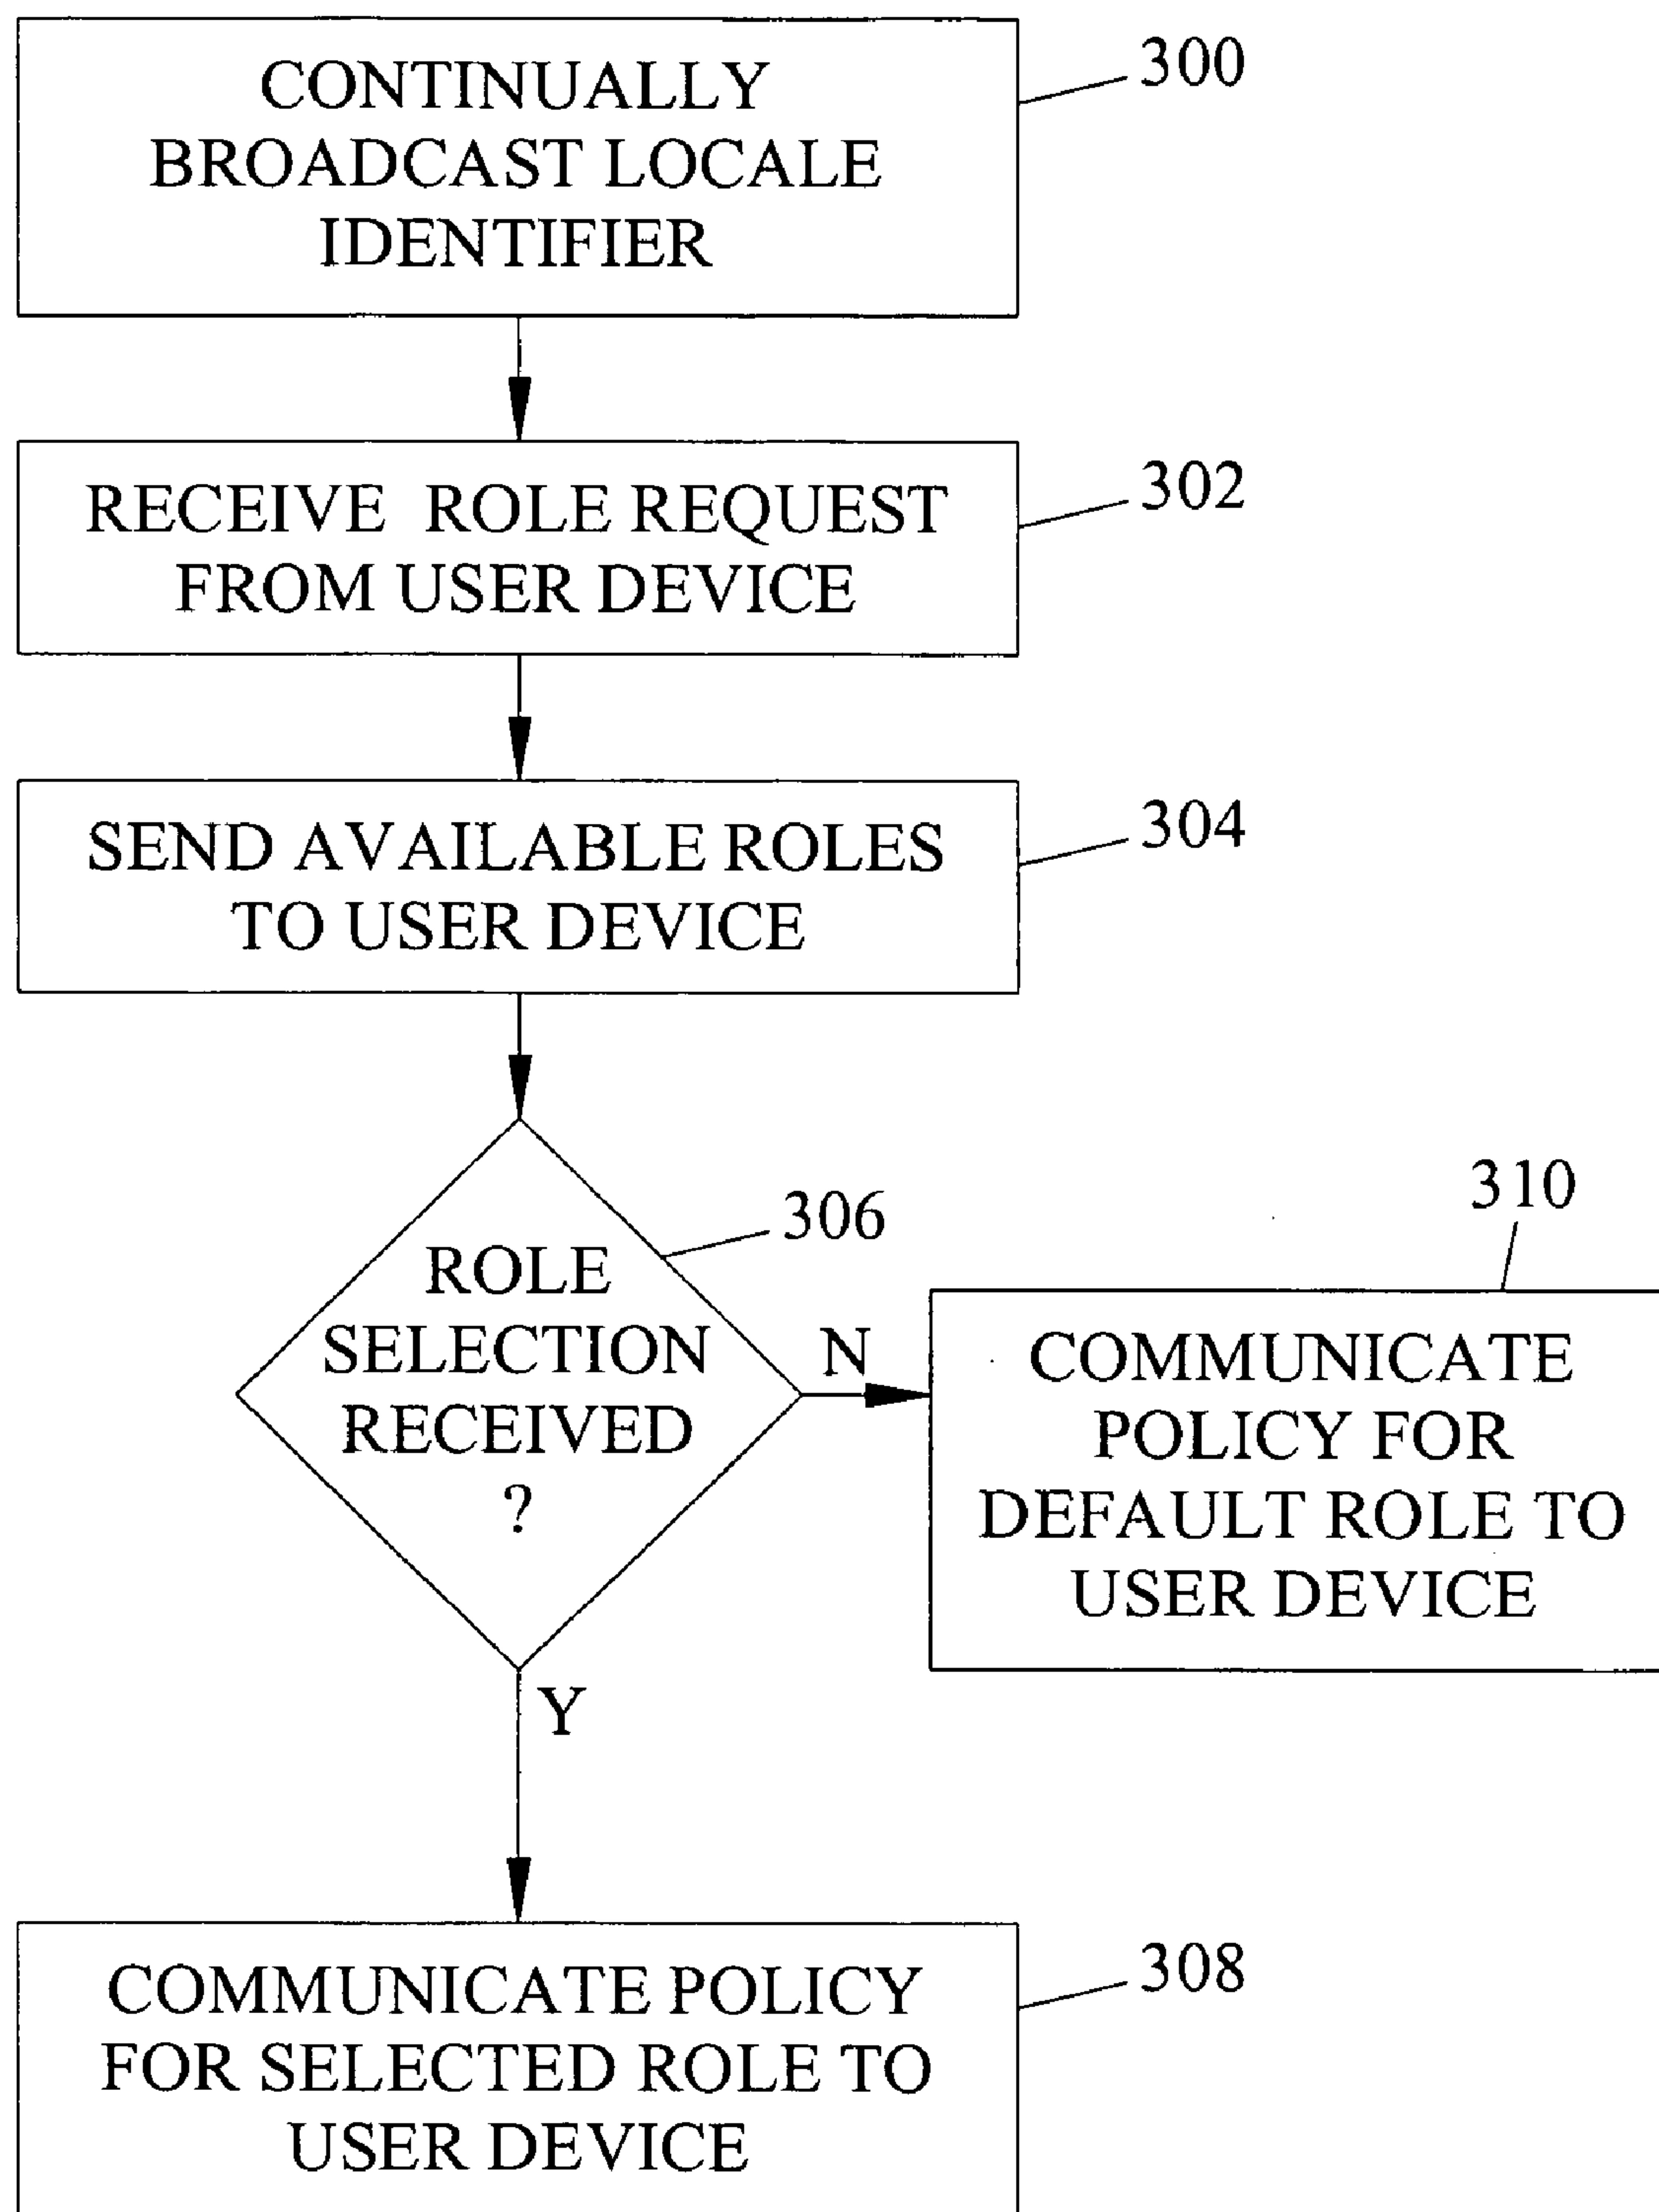 CONTINUALLY
BROADCAST LOCALE
IDENTIFIER
300
RECEIVE ROLE REQUEST
FROM USER DEVICE
302
SEND AVAILABLE ROLES
TO USER DEVICE
304
ROLE
SELECTION
RECEIVED
?
306
N
Y
310
COMMUNICATE
POLICY FOR
DEFAULT ROLE TO
USER DEVICE
COMMUNICATE POLICY
FOR SELECTED ROLE TO
USER DEVICE
308